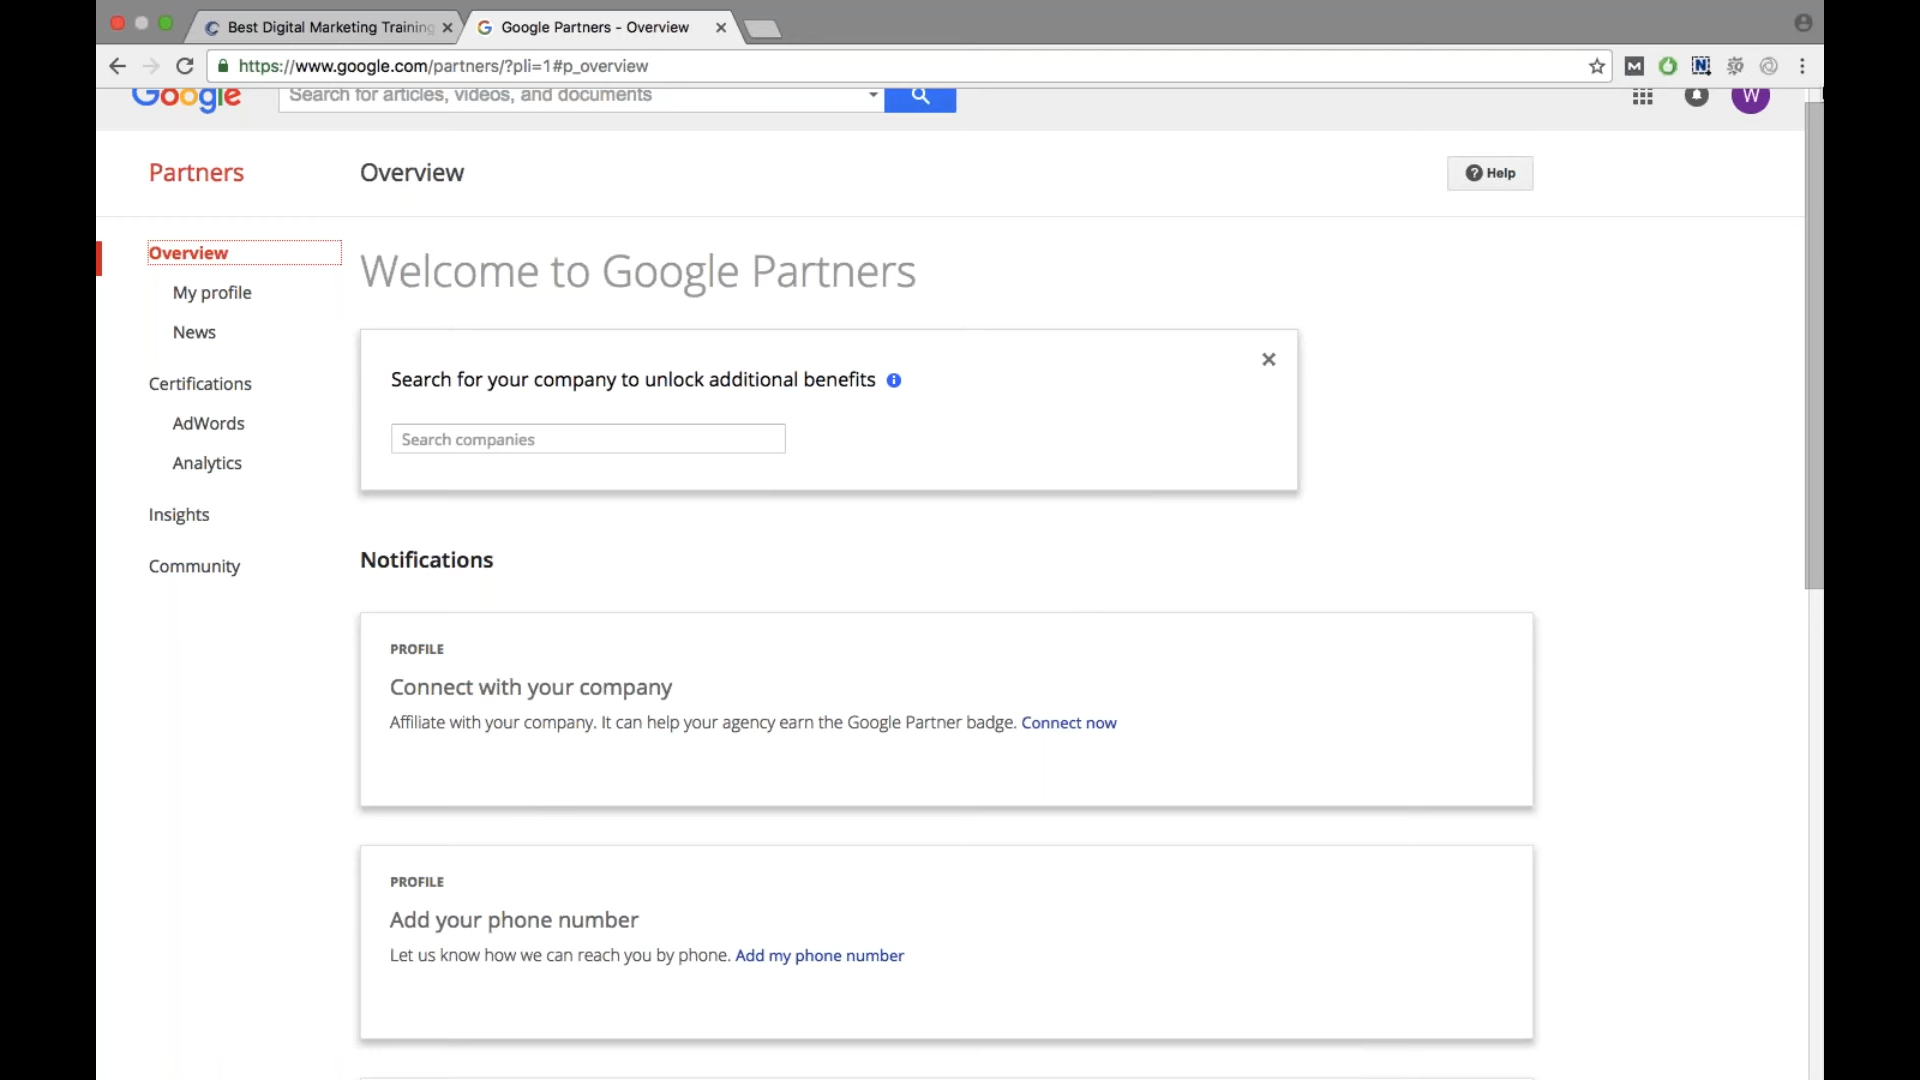 Best Digital Marketing Training
Google Partners - Overview
https://www.google.com/partners/?pli=1#p_overview
Google
Search for articles, videos, and documents
W
Partners
Overview
Help
Overview
My profile
News
Certifications
AdWords
Analytics
Insights
Community
Welcome to Google Partners
Search for your company to unlock additional benefits
Search companies
Notifications
PROFILE
Connect with your company
Affiliate with your company. It can help your agency earn the Google Partner badge. Connect now
PROFILE
Add your phone number
Let us know how we can reach you by phone. Add my phone number